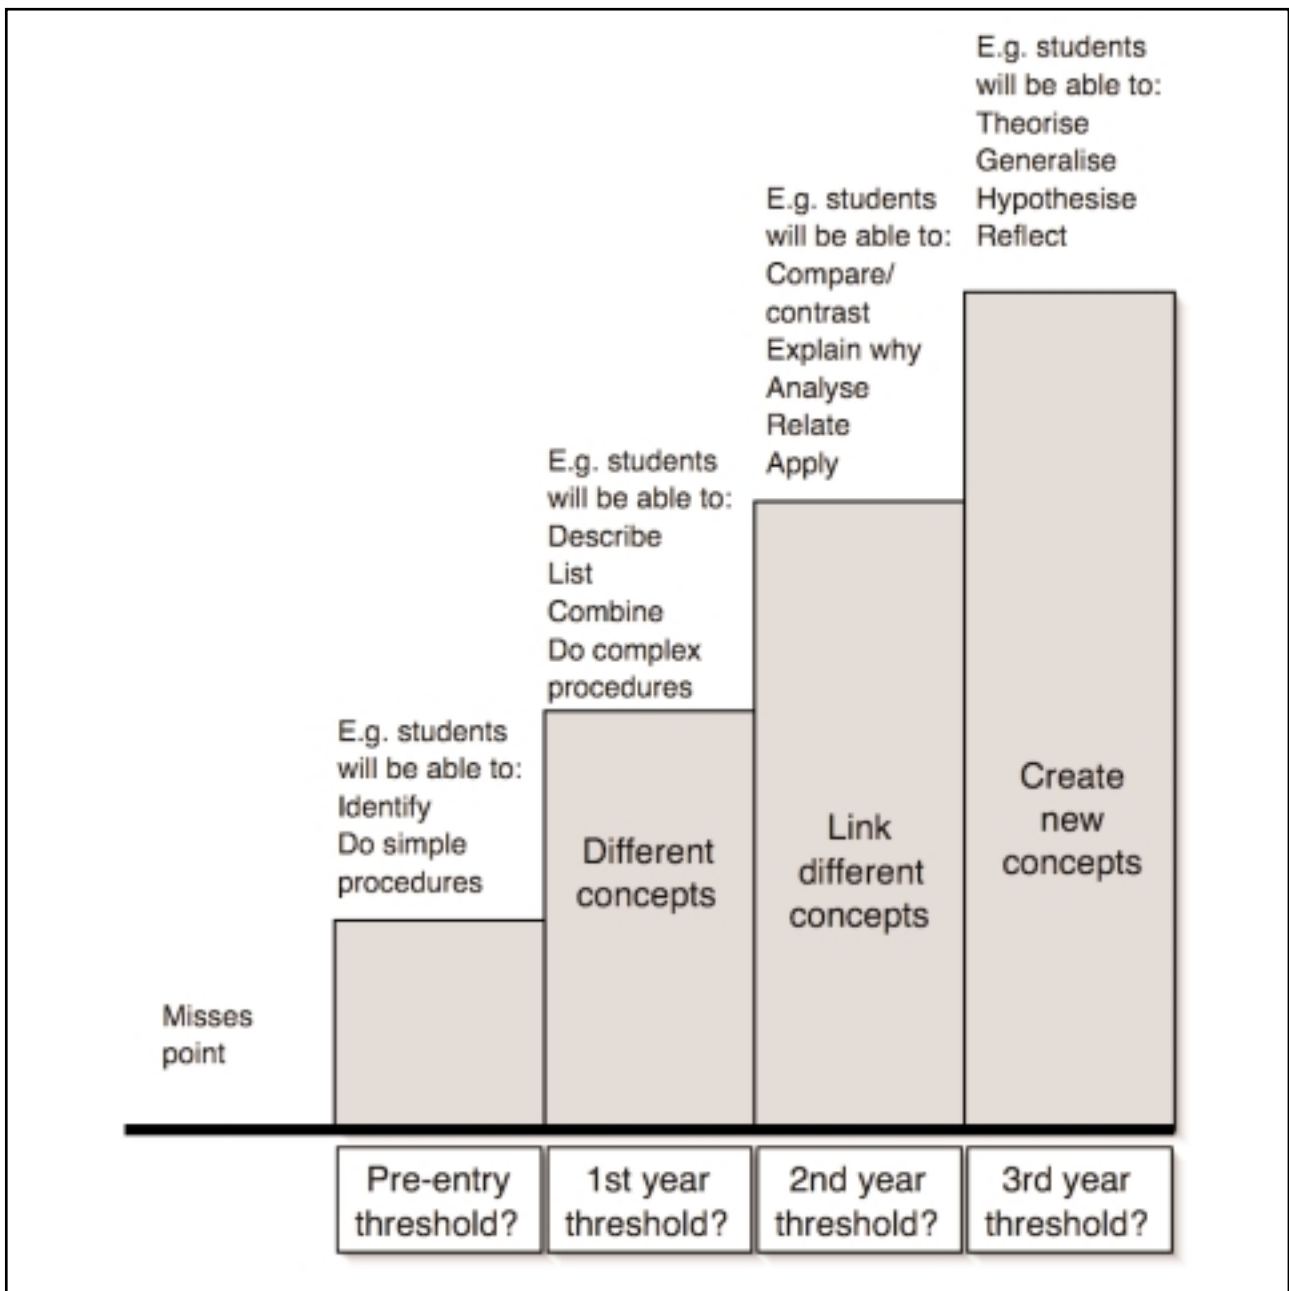 E.g. students
will be able to:
Theorise
Generalise
Hypothesise
Reflect
E.g. students
will be able to:
Compare/
contrast
Explain why
Analyse
Relate
Apply
E.g. students
will be able to:
Describe
List
Combine
Do complex
procedures
E.g. students
will be able to:
Identify
Do simple
procedures
Misses
point
Different
concepts
Link
different
concepts
Create
new
concepts
Pre-entry
threshold?
1st year
threshold?
2nd year
threshold?
3rd year
threshold?